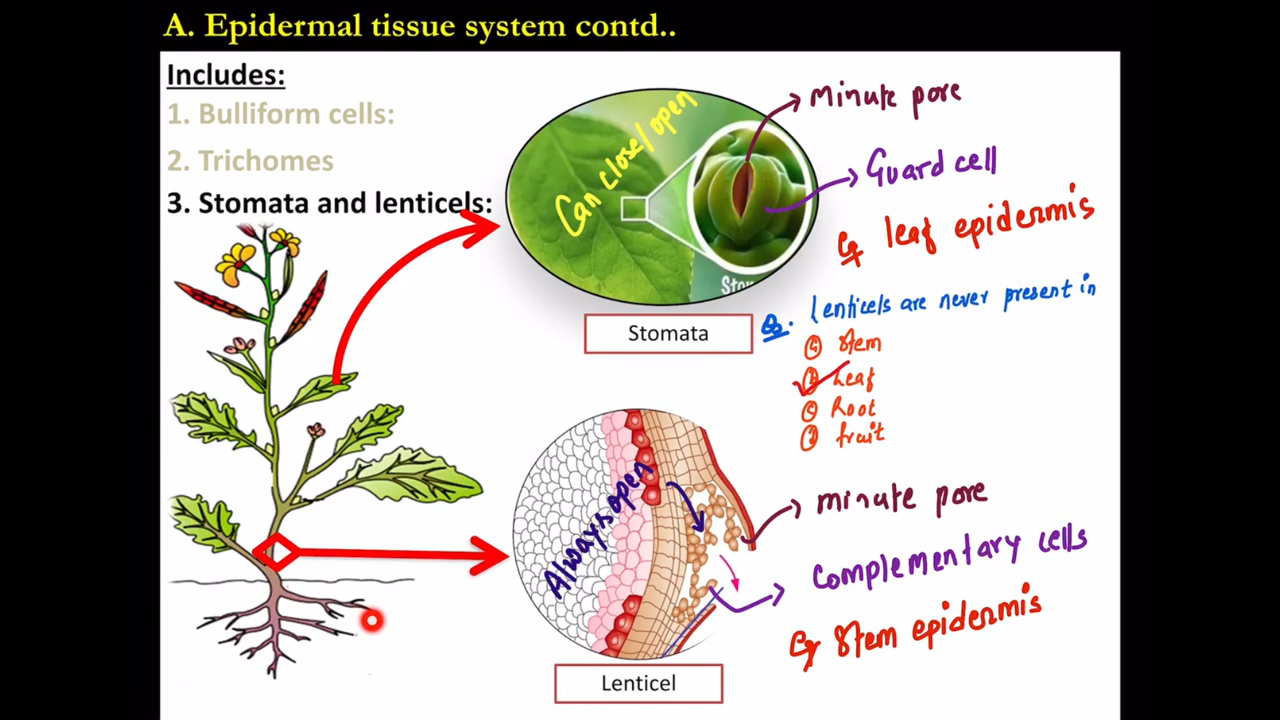 A. Epidermal tissue system contd..
Includes:
1. Bulliform cells:
2. Trichomes
3. Stomata and lenticels:
Can close/open
Minute pore
Guard cell
Eg leaf epidermis
Stomata
Q. Lenticels are never present in
Stem
Leaf
Root
fruit
Always open
minute pore
Complementary cells
Eg Stem epidermis
Lenticel